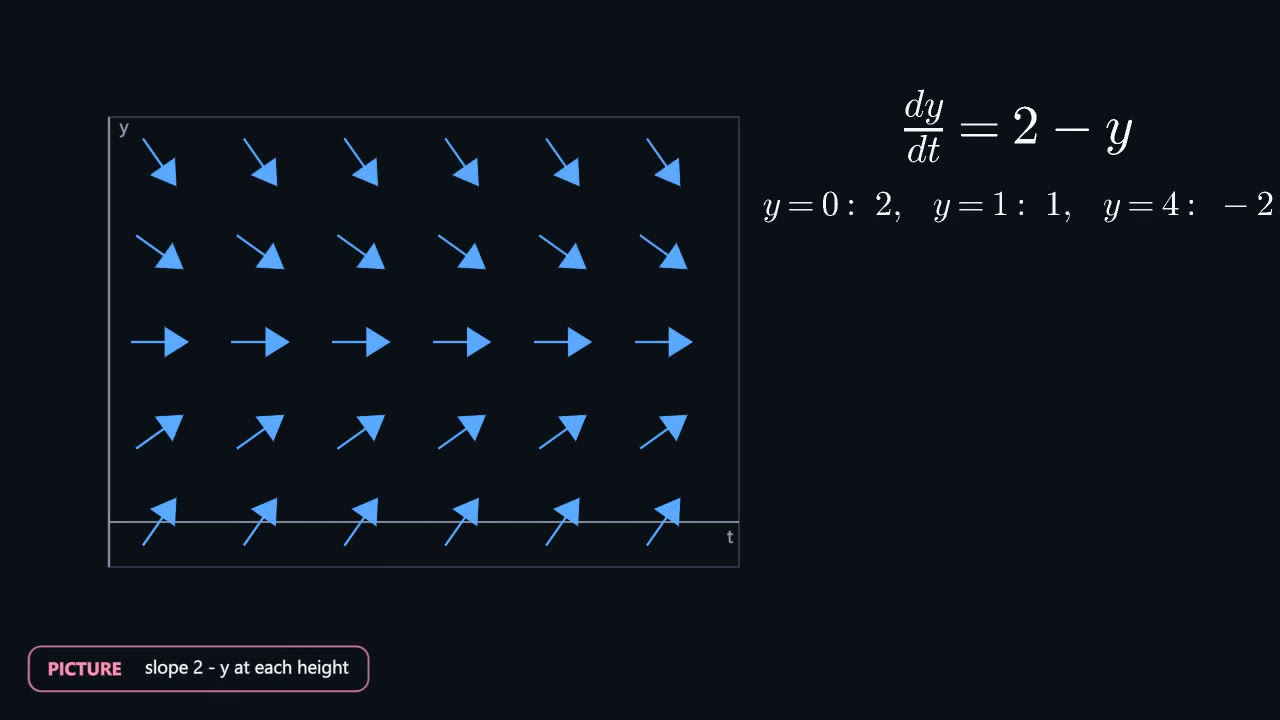 y
t
dy/dt = 2 − y
y = 0 : 2, y = 1 : 1, y = 4 : −2
PICTURE slope 2 - y at each height